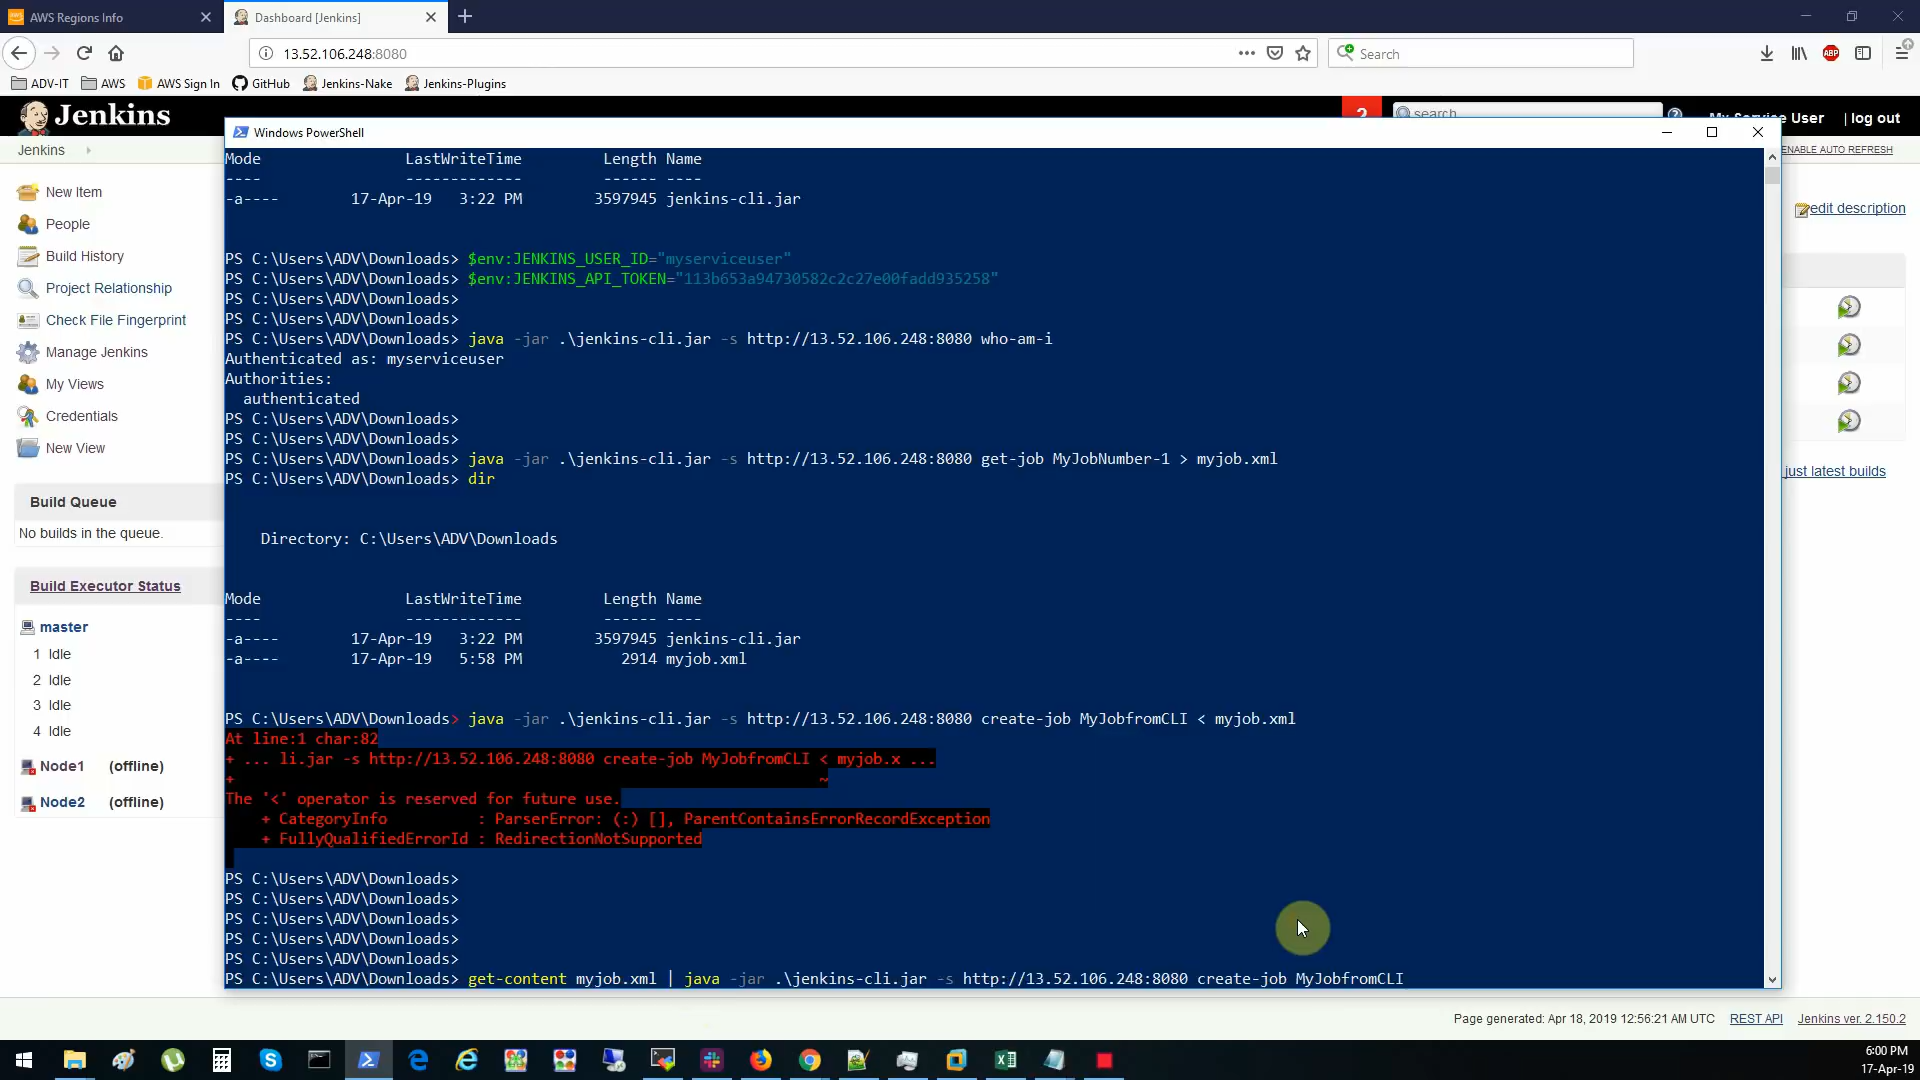 AWS Regions Info
Dashboard [Jenkins]
13.52.106.248:8080
Search
ADV-IT
AWS
AWS Sign In
GitHub
Jenkins-Nake
Jenkins-Plugins
ABP
Jenkins
2
search
My Service User
| log out
Jenkins
ENABLE AUTO REFRESH
New Item
People
Build History
Project Relationship
Check File Fingerprint
Manage Jenkins
My Views
Credentials
New View
Build Queue
No builds in the queue.
Build Executor Status
master
1 Idle
2 Idle
3 Idle
4 Idle
Node1 (offline)
Node2 (offline)
edit description
just latest builds
Windows PowerShell
Mode LastWriteTime Length Name
---- ------------- ------ ----
-a---- 17-Apr-19 3:22 PM 3597945 jenkins-cli.jar
PS C:\Users\ADV\Downloads> $env:JENKINS_USER_ID="myserviceuser"
PS C:\Users\ADV\Downloads> $env:JENKINS_API_TOKEN="113b653a94730582c2c27e00fadd935258"
PS C:\Users\ADV\Downloads>
PS C:\Users\ADV\Downloads>
PS C:\Users\ADV\Downloads> java -jar .\jenkins-cli.jar -s http://13.52.106.248:8080 who-am-i
Authenticated as: myserviceuser
Authorities:
authenticated
PS C:\Users\ADV\Downloads>
PS C:\Users\ADV\Downloads>
PS C:\Users\ADV\Downloads> java -jar .\jenkins-cli.jar -s http://13.52.106.248:8080 get-job MyJobNumber-1 > myjob.xml
PS C:\Users\ADV\Downloads> dir
Directory: C:\Users\ADV\Downloads
Mode LastWriteTime Length Name
---- ------------- ------ ----
-a---- 17-Apr-19 3:22 PM 3597945 jenkins-cli.jar
-a---- 17-Apr-19 5:58 PM 2914 myjob.xml
PS C:\Users\ADV\Downloads> java -jar .\jenkins-cli.jar -s http://13.52.106.248:8080 create-job MyJobfromCLI < myjob.xml
At line:1 char:82
+ ... li.jar -s http://13.52.106.248:8080 create-job MyJobfromCLI < myjob.x ...
+ ~
The '<' operator is reserved for future use.
+ CategoryInfo : ParserError: (:) [], ParentContainsErrorRecordException
+ FullyQualifiedErrorId : RedirectionNotSupported
PS C:\Users\ADV\Downloads>
PS C:\Users\ADV\Downloads>
PS C:\Users\ADV\Downloads>
PS C:\Users\ADV\Downloads>
PS C:\Users\ADV\Downloads>
PS C:\Users\ADV\Downloads> get-content myjob.xml | java -jar .\jenkins-cli.jar -s http://13.52.106.248:8080 create-job MyJobfromCLI
Page generated: Apr 18, 2019 12:56:21 AM UTC
REST API
Jenkins ver. 2.150.2
6:00 PM
17-Apr-19